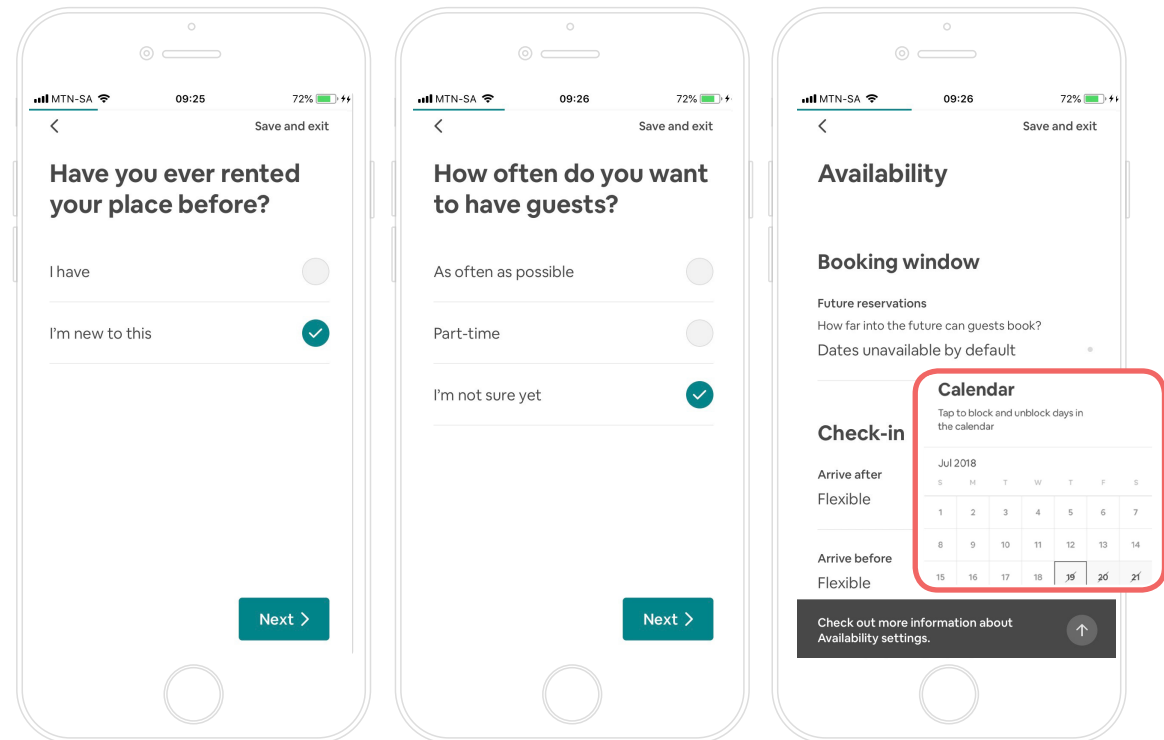 MTN-SA 09:25 72%
Save and exit
Have you ever rented
your place before?
I have
I'm new to this
Next
MTN-SA 09:26 72%
Save and exit
How often do you want
to have guests?
As often as possible
Part-time
I'm not sure yet
Next
MTN-SA 09:26 72%
Save and exit
Availability
Booking window
Future reservations
How far into the future can guests book?
Dates unavailable by default
Check-in
Arrive after
Flexible
Arrive before
Flexible
Check out more information about
Availability settings.
Calendar
Tap to block and unblock days in
the calendar
Jul 2018
S M T W T F S
1 2 3 4 5 6 7
8 9 10 11 12 13 14
15 16 17 18 19 20 21